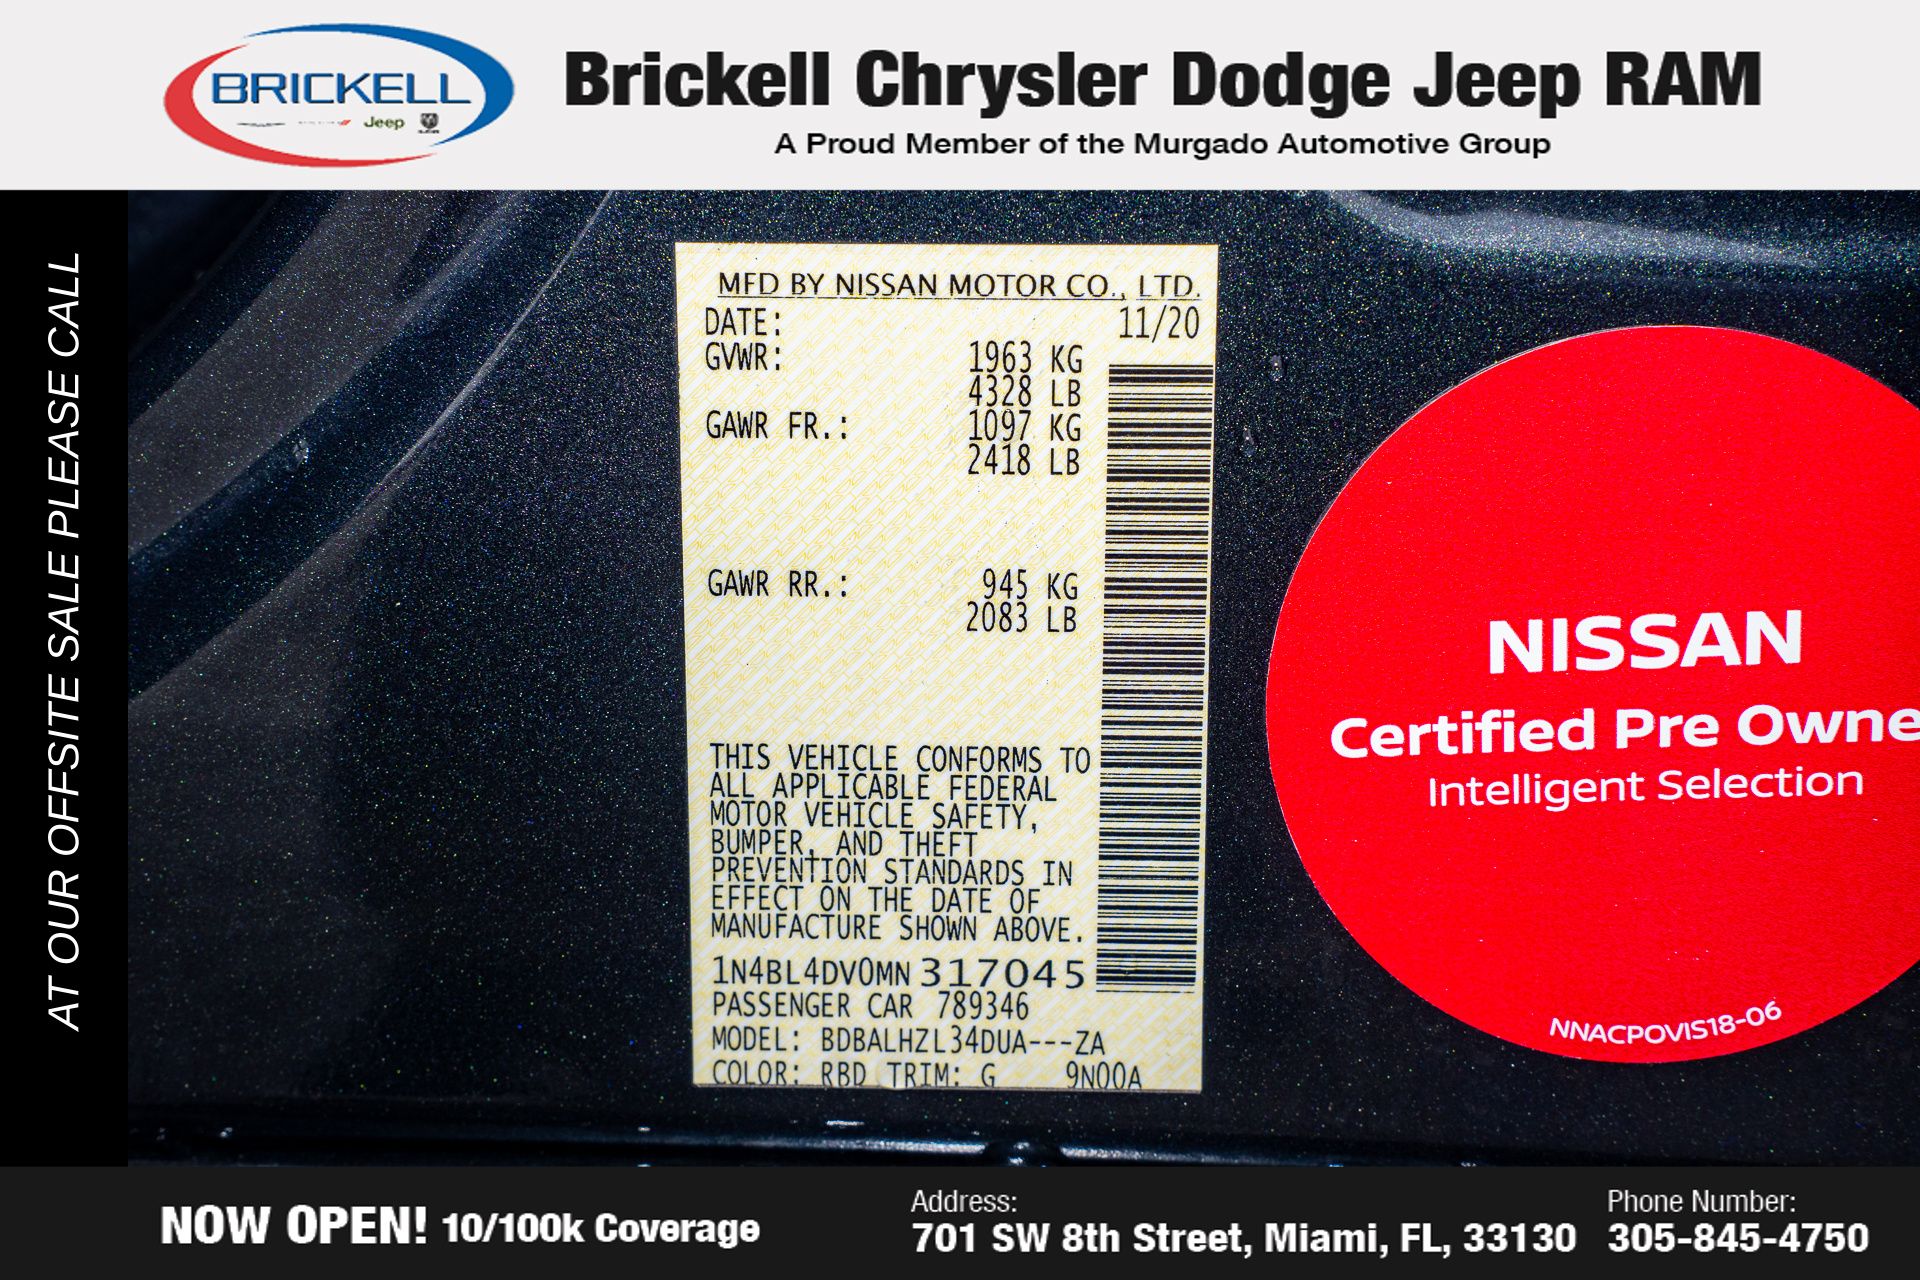 BRICKELL
Jeep
Brickell Chrysler Dodge Jeep RAM
A Proud Member of the Murgado Automotive Group
AT OUR OFFSITE SALE PLEASE CALL
MFD BY NISSAN MOTOR CO., LTD.
DATE: 11/20
GVWR: 1963 KG
4328 LB
GAWR FR.: 1097 KG
2418 LB
GAWR RR.: 945 KG
2083 LB
THIS VEHICLE CONFORMS TO
ALL APPLICABLE FEDERAL
MOTOR VEHICLE SAFETY,
BUMPER, AND THEFT
PREVENTION STANDARDS IN
EFFECT ON THE DATE OF
MANUFACTURE SHOWN ABOVE.
1N4BL4DV0MN317045
PASSENGER CAR 789346
MODEL: BDBALHZL34DUA---ZA
COLOR: RBD TRIM: G 9N00A
NISSAN
Certified Pre Owne
Intelligent Selection
NNACPOVIS18-06
NOW OPEN! 10/100k Coverage
Address:
701 SW 8th Street, Miami, FL, 33130
Phone Number:
305-845-4750